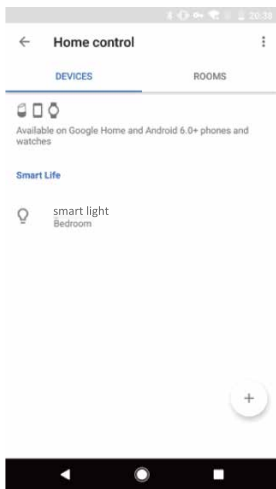 20:38
Home control
DEVICES ROOMS
Available on Google Home and Android 6.0+ phones and
watches
Smart Life
smart light
Bedroom